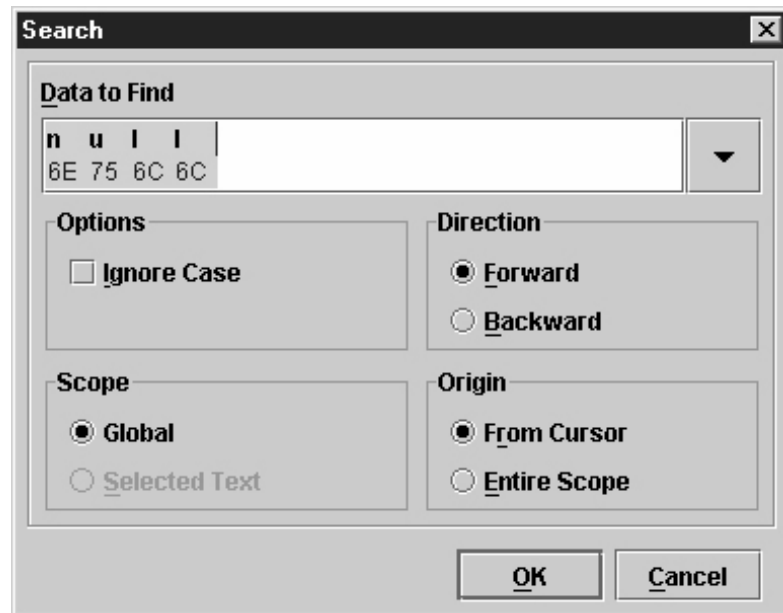 Search
Data to Find
n u l l
6E 75 6C 6C
Options
Ignore Case
Direction
Forward
Backward
Scope
Global
Selected Text
Origin
From Cursor
Entire Scope
OK
Cancel